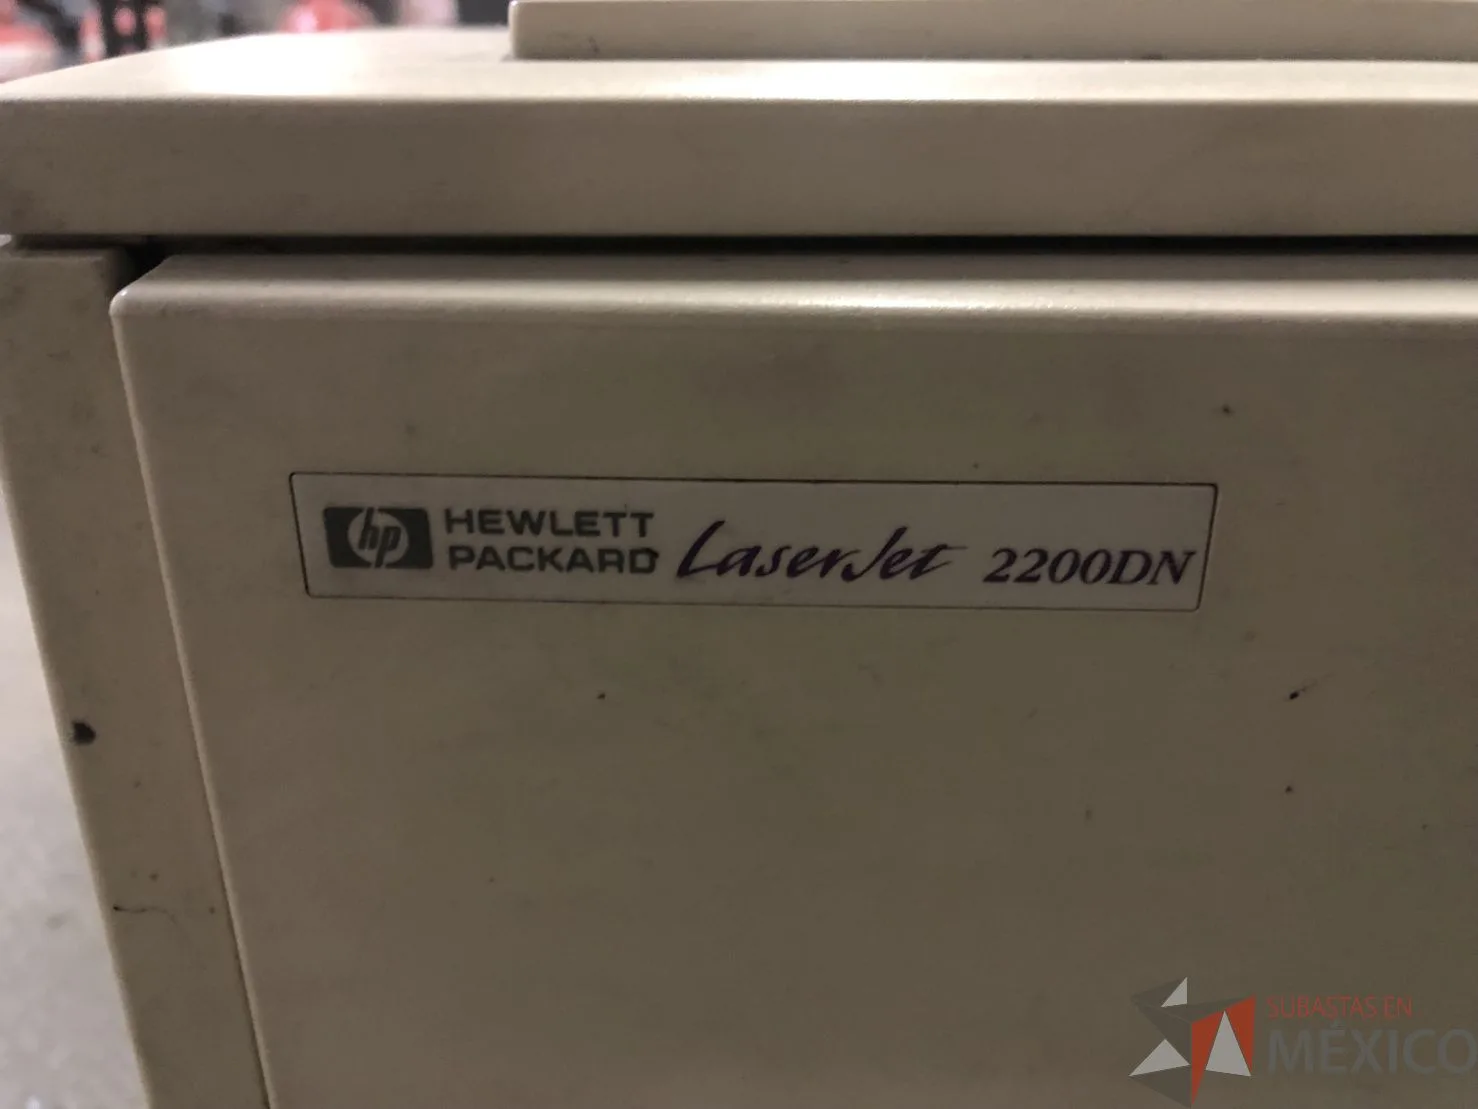 hp HEWLETT
PACKARD LaserJet 2200DN
SUBASTAS EN
MÉXICO